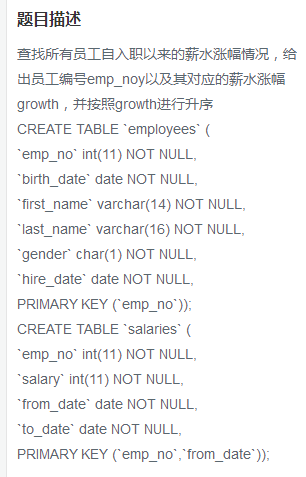 题目描述
查找所有员工自入职以来的薪水涨幅情况，给
出员工编号emp_noy以及其对应的薪水涨幅
growth，并按照growth进行升序
CREATE TABLE `employees` (
`emp_no` int(11) NOT NULL,
`birth_date` date NOT NULL,
`first_name` varchar(14) NOT NULL,
`last_name` varchar(16) NOT NULL,
`gender` char(1) NOT NULL,
`hire_date` date NOT NULL,
PRIMARY KEY (`emp_no`));
CREATE TABLE `salaries` (
`emp_no` int(11) NOT NULL,
`salary` int(11) NOT NULL,
`from_date` date NOT NULL,
`to_date` date NOT NULL,
PRIMARY KEY (`emp_no`,`from_date`));